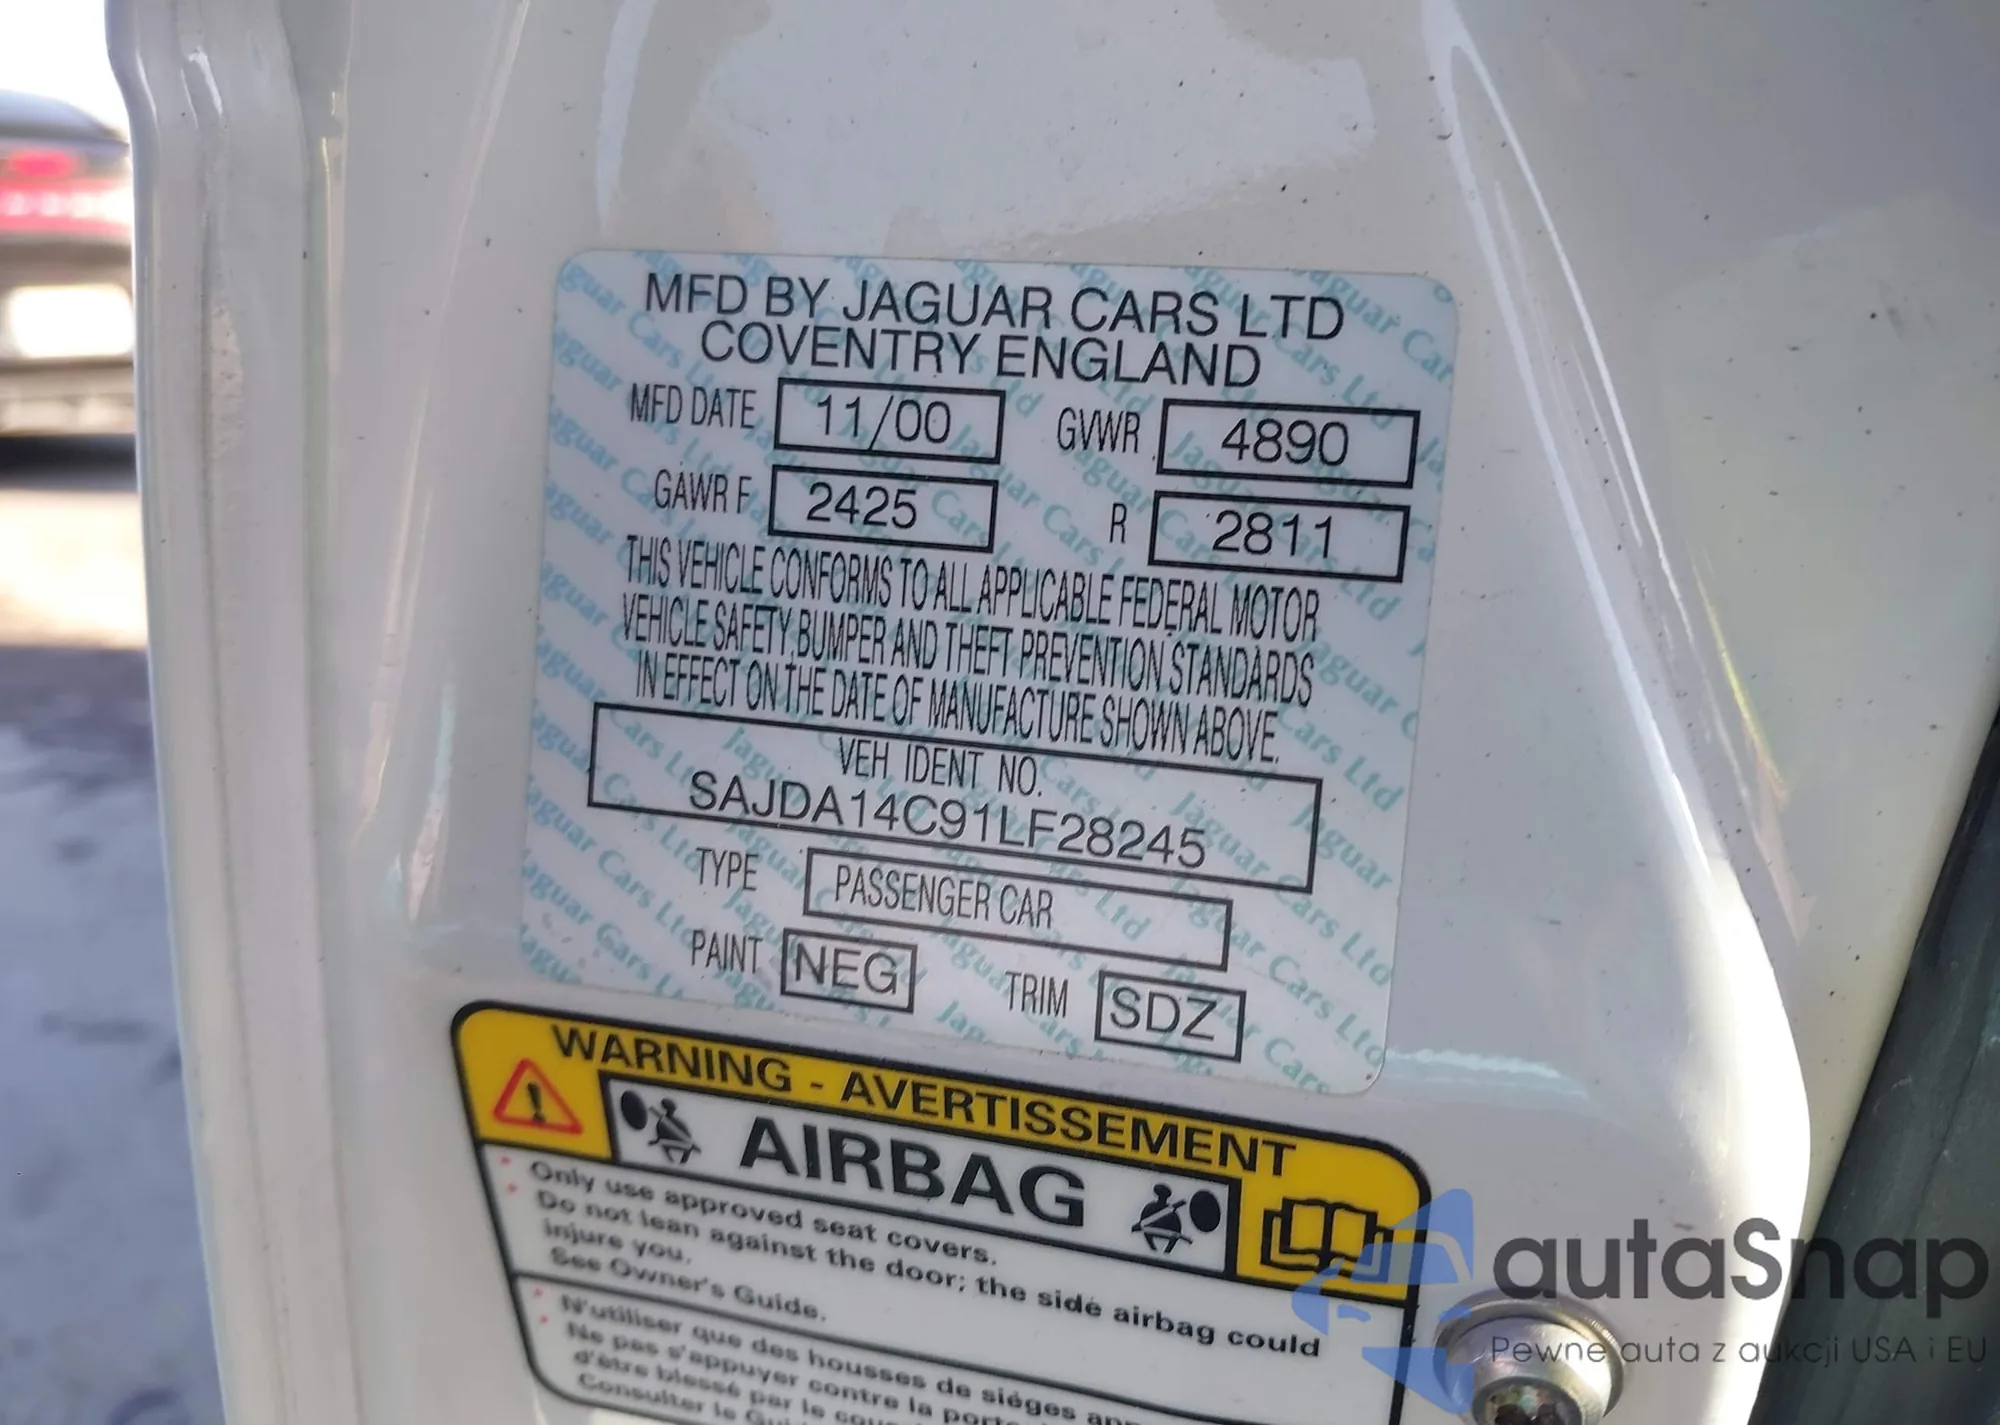 MFD BY JAGUAR CARS LTD
COVENTRY ENGLAND
MFD DATE 11/00 GVWR 4890
GAWR F 2425 R 2811
THIS VEHICLE CONFORMS TO ALL APPLICABLE FEDERAL MOTOR
VEHICLE SAFETY, BUMPER AND THEFT PREVENTION STANDARDS
IN EFFECT ON THE DATE OF MANUFACTURE SHOWN ABOVE.
VEH IDENT NO.
SAJDA14C91LF28245
TYPE PASSENGER CAR
PAINT NEG TRIM SDZ
WARNING - AVERTISSEMENT
AIRBAG
Only use approved seat covers.
Do not lean against the door; the side airbag could
injure you.
See Owner's Guide.
N'utiliser que des housses de sièges
Ne pas s'appuyer contre la
d'être blessé par le
Consulter le
autaSnap
Pewne auta z aukcji USA i EU